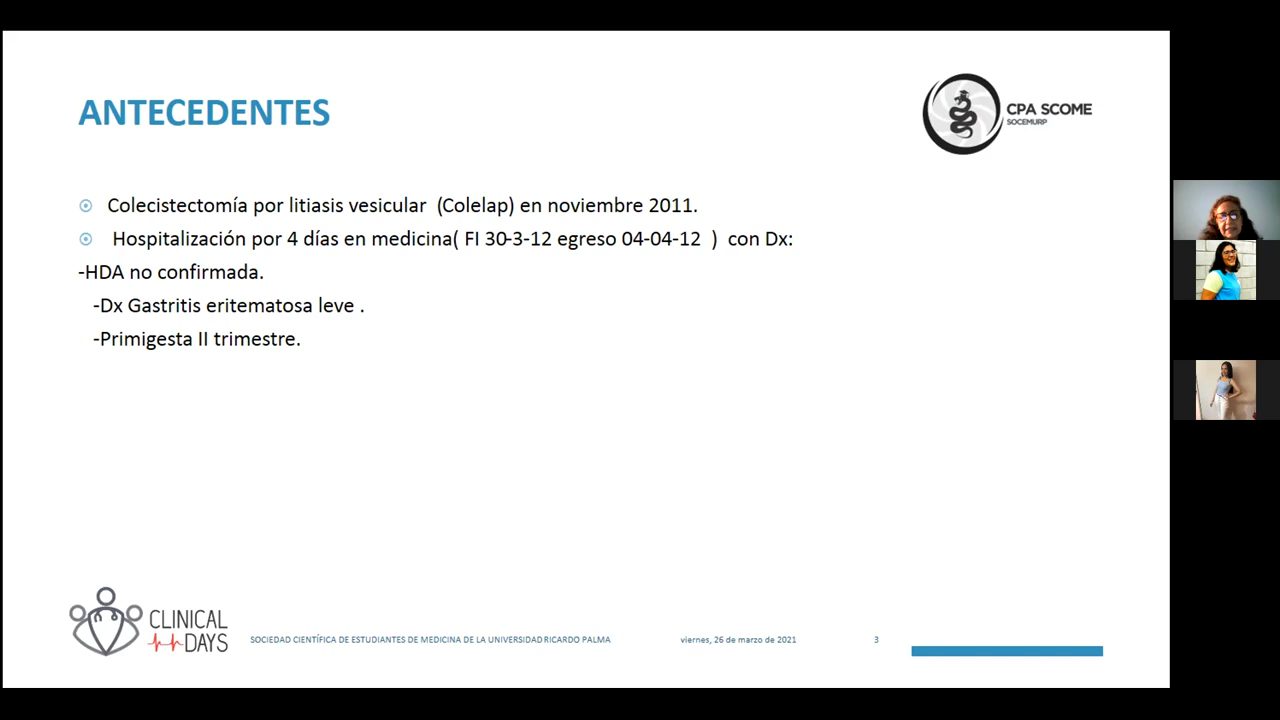 ANTECEDENTES
CPA SCOME
SOCEMURP
Colecistectomía por litiasis vesicular (Colelap) en noviembre 2011.
Hospitalización por 4 días en medicina( FI 30-3-12 egreso 04-04-12 ) con Dx:
-HDA no confirmada.
-Dx Gastritis eritematosa leve .
-Primigesta II trimestre.
CLINICAL
DAYS
SOCIEDAD CIENTÍFICA DE ESTUDIANTES DE MEDICINA DE LA UNIVERSIDAD RICARDO PALMA
viernes, 26 de marzo de 2021
3